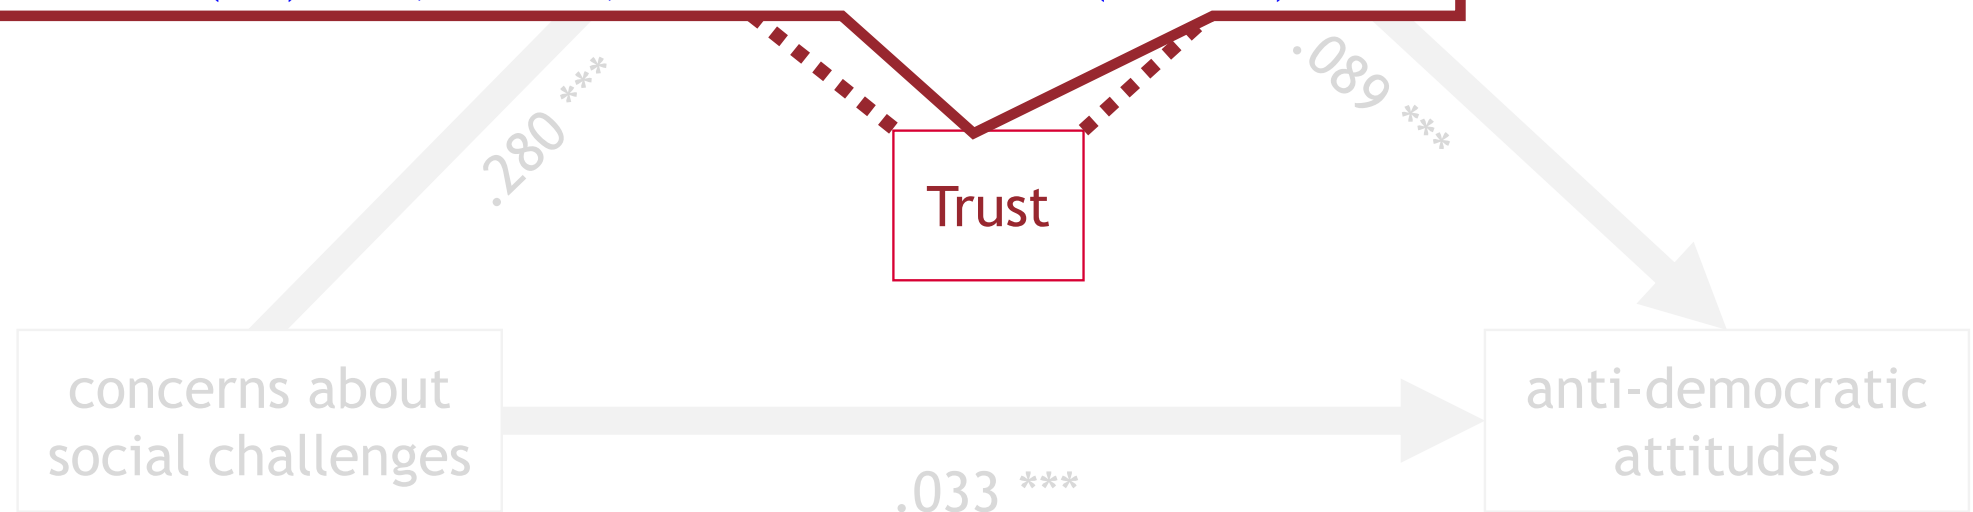 .280 ***
.089 ***
Trust
concerns about
social challenges
anti-democratic
attitudes
.033 ***